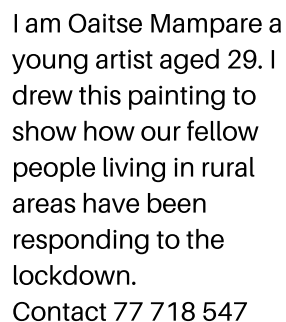 I am Oaitse Mampare a
young artist aged 29. I
drew this painting to
show how our fellow
people living in rural
areas have been
responding to the
lockdown.
Contact 77 718 547